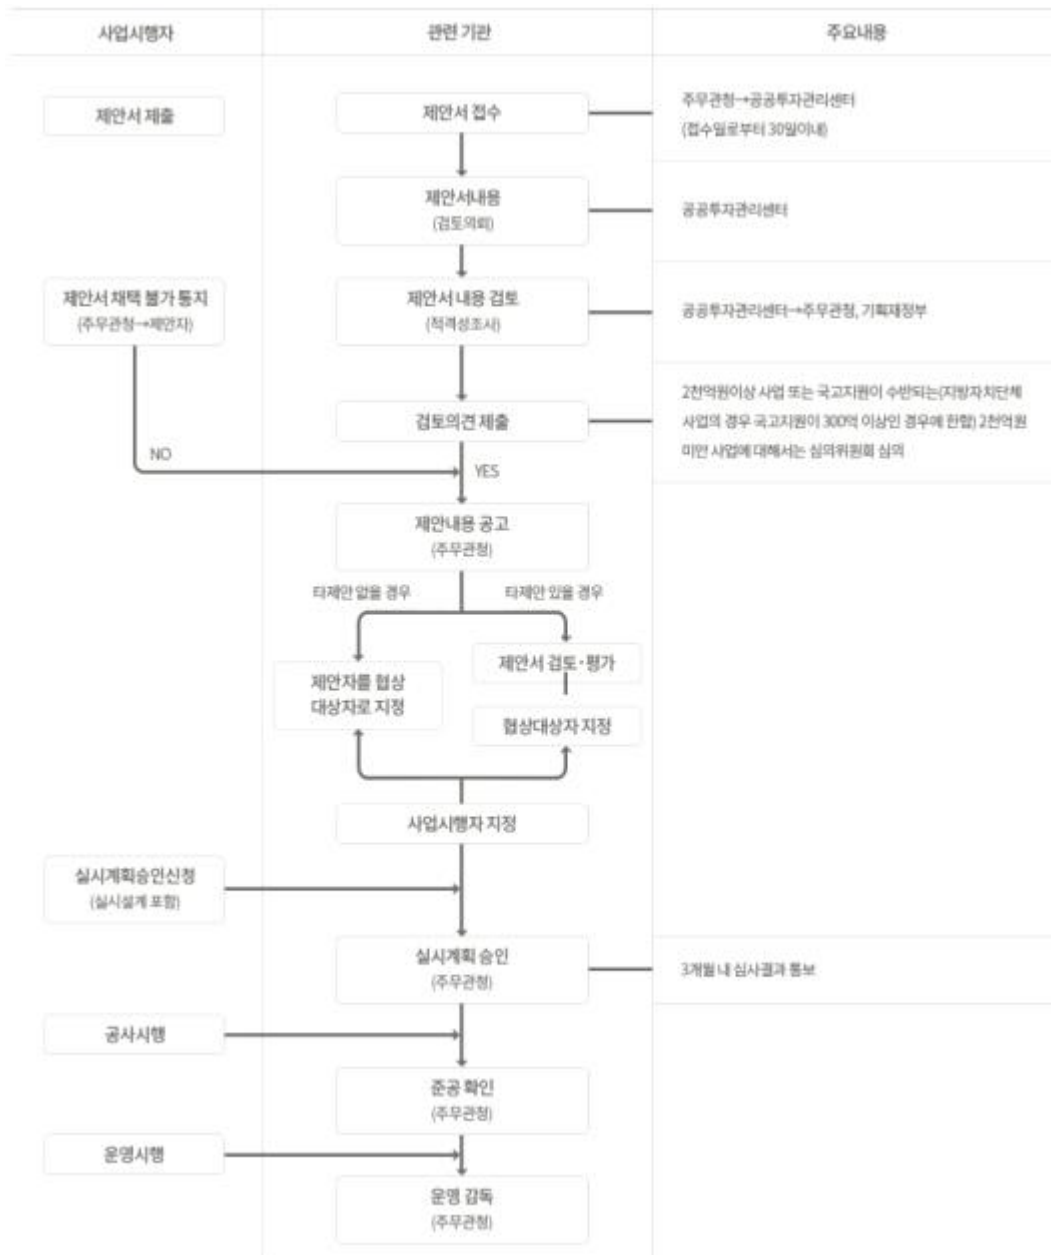 사업시행자
관련 기관
주요내용
제안서 제출
제안서 접수
주무관청→공공투자관리센터
(접수일로부터 30일이내)
제안서내용
(검토의뢰)
공공투자관리센터
제안서 채택 불가 통지
(주무관청→제안자)
제안서 내용 검토
(적격성조사)
공공투자관리센터→주무관청, 기획재정부
검토의견 제출
2천억원이상 사업 또는 국고지원이 수반되는(지방자치단체
사업의 경우 국고지원이 300억 이상인 경우에 한함) 2천억원
미만 사업에 대해서는 심의위원회 심의
NO
YES
제안내용 공고
(주무관청)
타제안 없을 경우
타제안 있을 경우
제안자를 협상
대상자로 지정
제안서 검토·평가
협상대상자 지정
사업시행자 지정
실시계획승인신청
(실시설계 포함)
실시계획 승인
(주무관청)
3개월 내 심사결과 통보
공사시행
준공 확인
(주무관청)
운영시행
운영 감독
(주무관청)